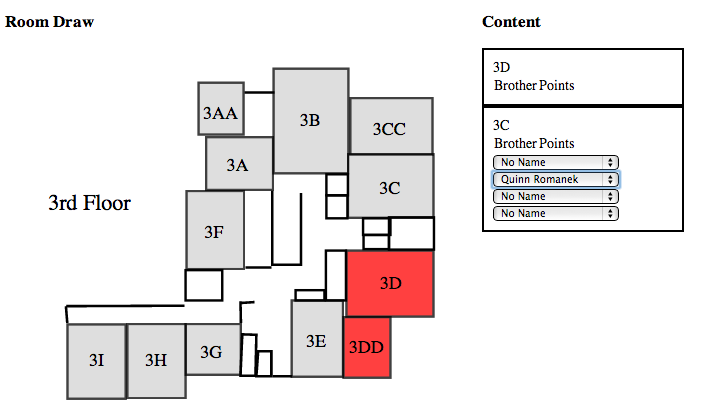 Room Draw
Content
3D
Brother Points
3C
Brother Points
No Name
Quinn Romanek
No Name
No Name
3rd Floor
3AA
3B
3CC
3A
3C
3F
3D
3E
3DD
3G
3H
3I